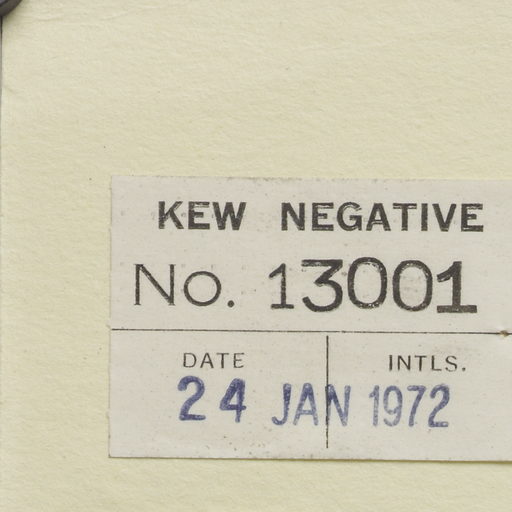 KEW NEGATIVE
No. 13001
DATE INTLS.
24 JAN 1972